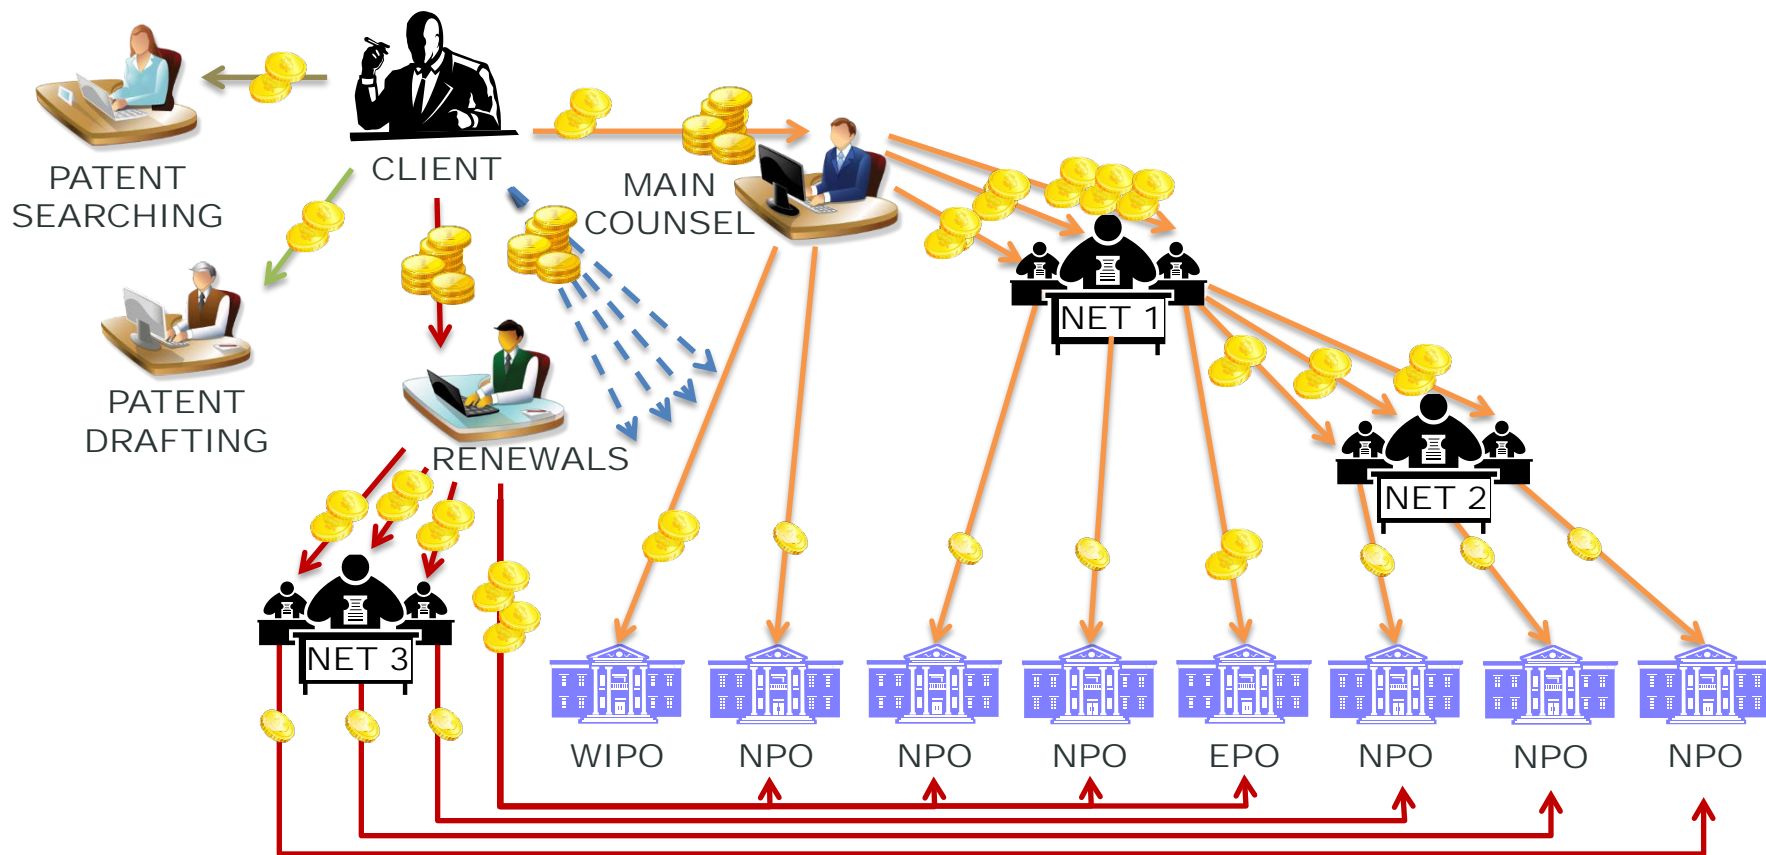 CLIENT
PATENT
SEARCHING
MAIN
COUNSEL
NET 1
PATENT
DRAFTING
RENEWALS
NET 2
NET 3
WIPO
NPO
NPO
NPO
EPO
NPO
NPO
NPO